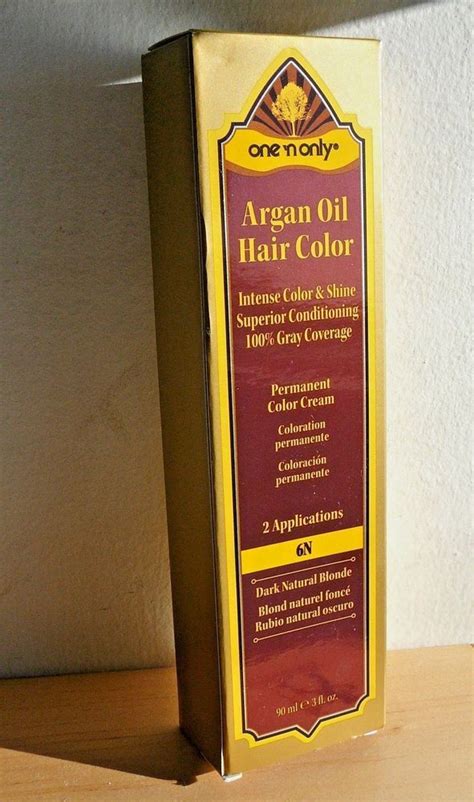 one 'n only®
Argan Oil
Hair Color
Intense Color & Shine
Superior Conditioning
100% Gray Coverage
Permanent
Color Cream
Coloration
permanente
Coloración
permanente
2 Applications
6N
Dark Natural Blonde
Blond naturel foncé
Rubio natural oscuro
90 ml ℮ 3 fl. oz.